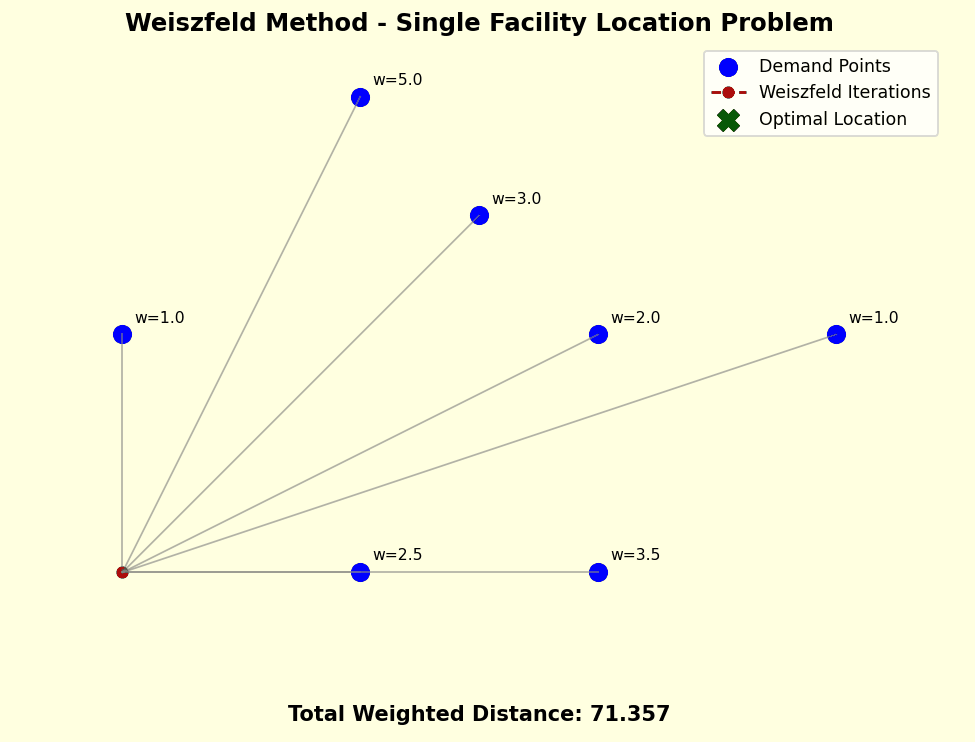 Weiszfeld Method - Single Facility Location Problem
Demand Points
Weiszfeld Iterations
Optimal Location
w=5.0
w=3.0
w=1.0
w=2.0
w=1.0
w=2.5
w=3.5
Total Weighted Distance: 71.357